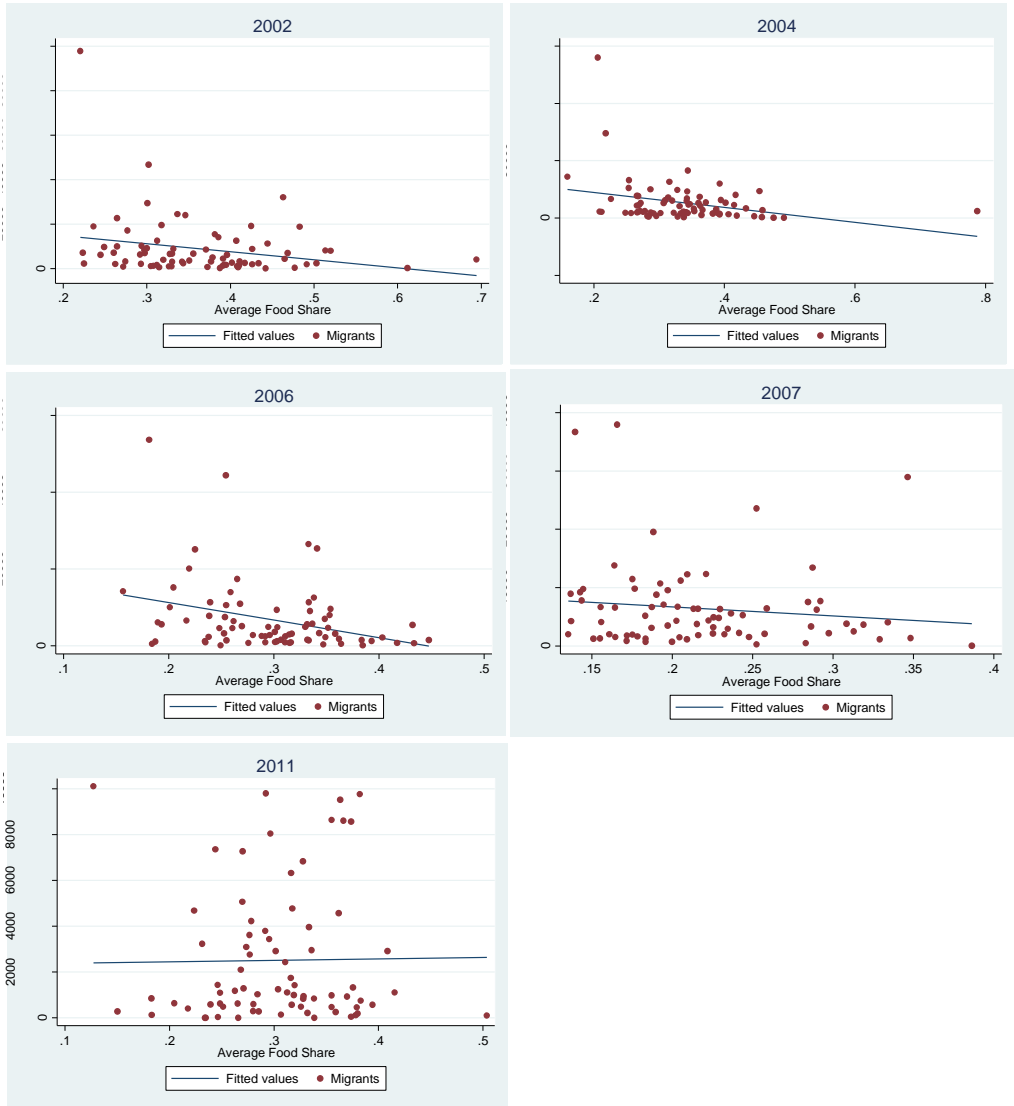 2002
0
.2 .3 .4 .5 .6 .7
Average Food Share
Fitted values Migrants
2004
0
.2 .4 .6 .8
Average Food Share
Fitted values Migrants
2006
0
.1 .2 .3 .4 .5
Average Food Share
Fitted values Migrants
2007
0
.15 .2 .25 .3 .35 .4
Average Food Share
Fitted values Migrants
2011
8000
6000
4000
2000
0
.1 .2 .3 .4 .5
Average Food Share
Fitted values Migrants